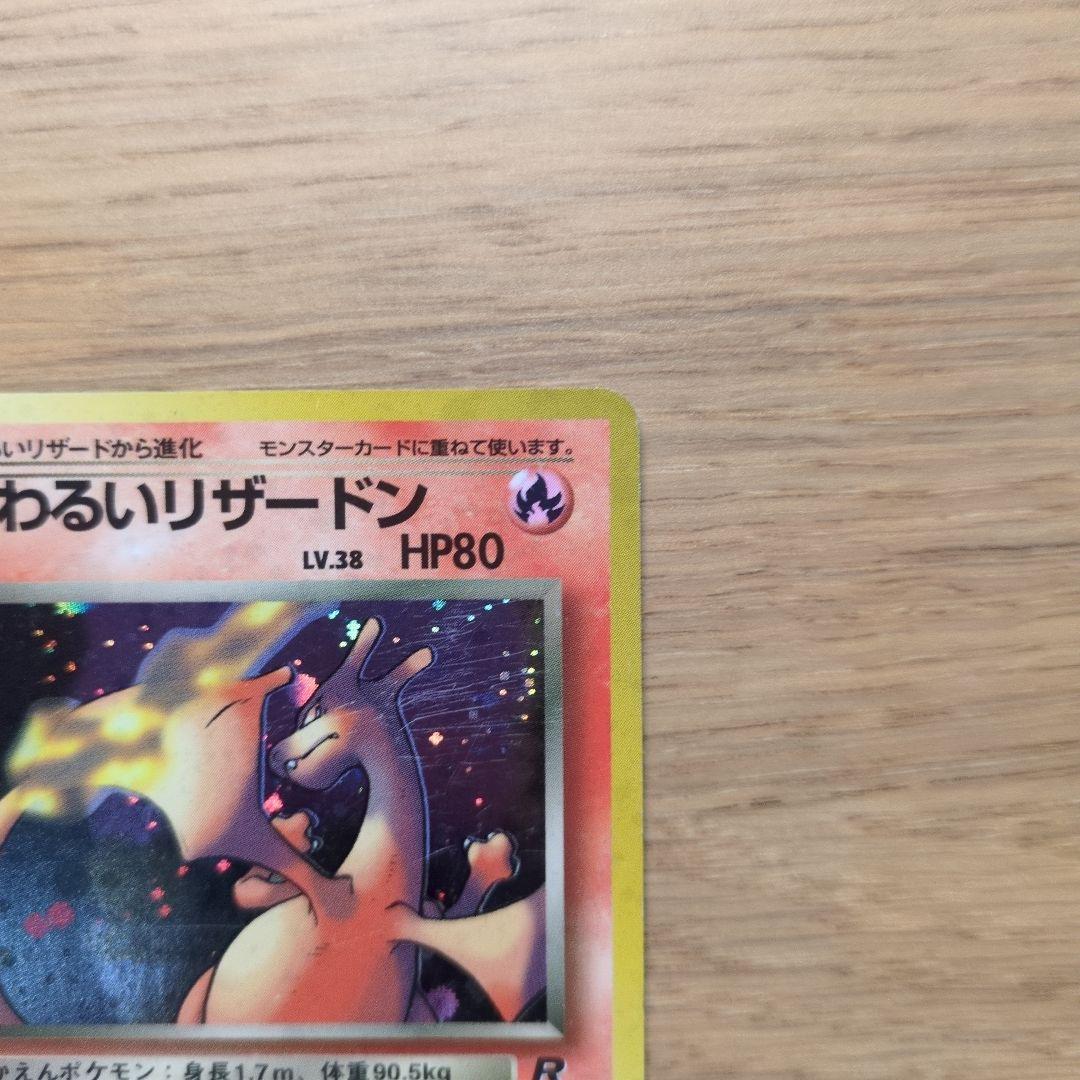 いリザードから進化 モンスターカードに重ねて使います。
わるいリザードン
LV.38 HP80
かえんポケモン：身長1.7m、体重90.5kg
R